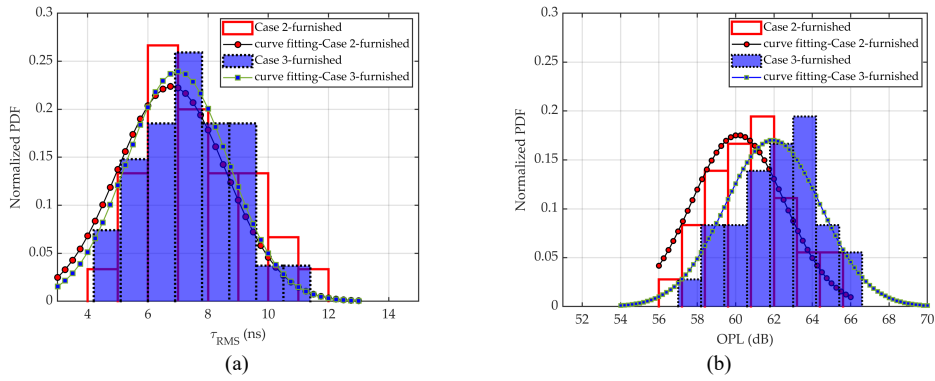 0.3
0.25
0.2
0.15
0.1
0.05
0
Normalized PDF
4 6 8 10 12 14
τRMS (ns)
Case 2-furnished
curve fitting-Case 2-furnished
Case 3-furnished
curve fitting-Case 3-furnished
(a)
0.3
0.25
0.2
0.15
0.1
0.05
0
Normalized PDF
52 54 56 58 60 62 64 66 68 70
OPL (dB)
Case 2-furnished
curve fitting-Case 2-furnished
Case 3-furnished
curve fitting-Case 3-furnished
(b)